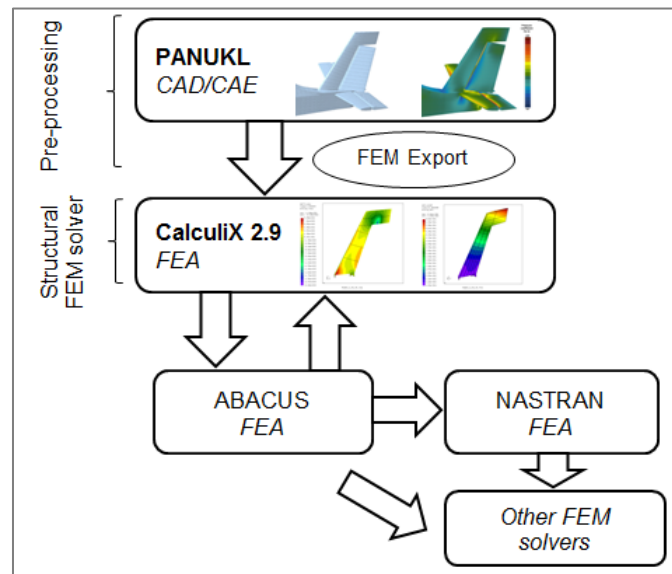 Pre-processing
PANUKL
CAD/CAE
FEM Export
Structural
FEM solver
CalculiX 2.9
FEA
ABACUS
FEA
NASTRAN
FEA
Other FEM
solvers